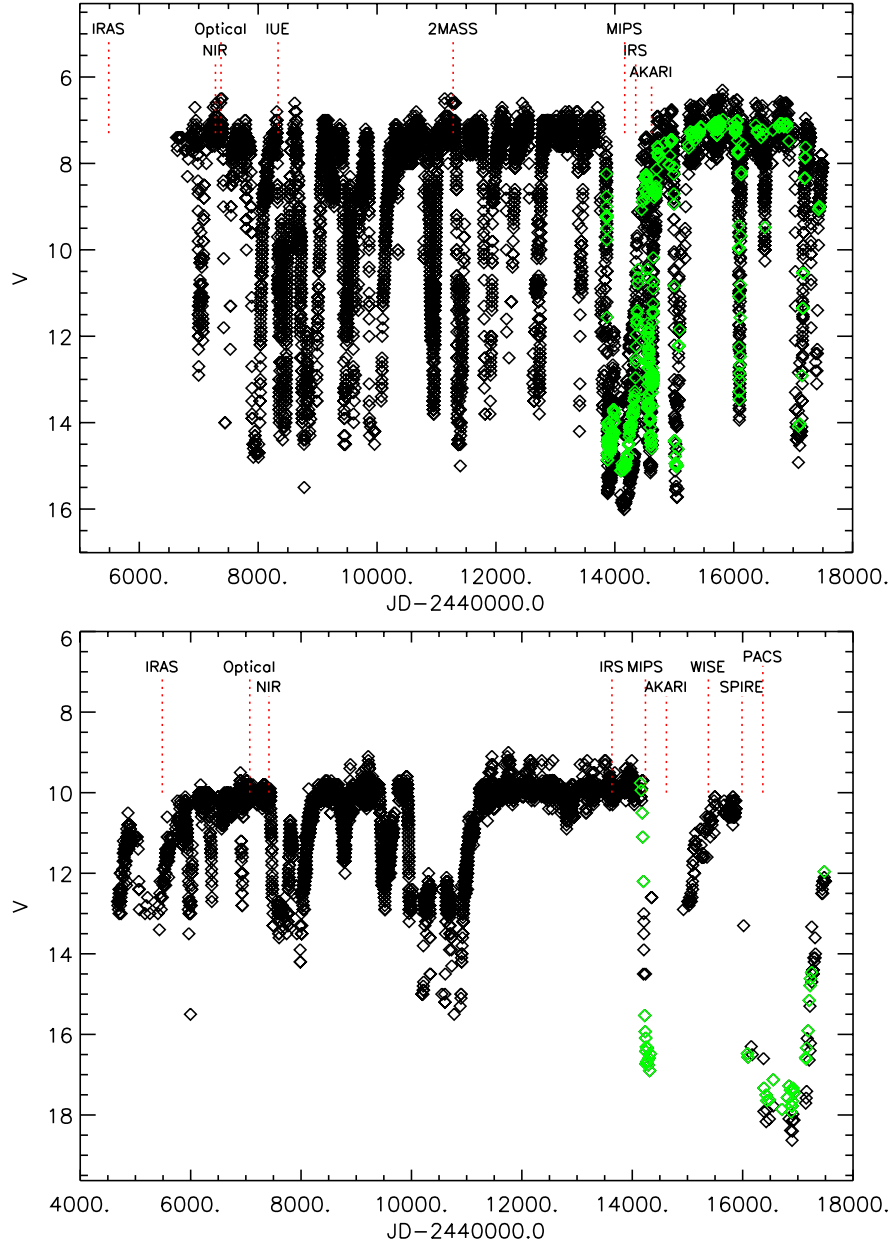 IRAS Optical IUE 2MASS MIPS
NIR IRS
AKARI
6
8
10
12
14
16
V
6000. 8000. 10000. 12000. 14000. 16000. 18000.
JD-2440000.0
6
PACS
IRAS Optical IRS MIPS WISE
NIR AKARI SPIRE
8
10
12
14
16
18
V
4000. 6000. 8000. 10000. 12000. 14000. 16000. 18000.
JD-2440000.0